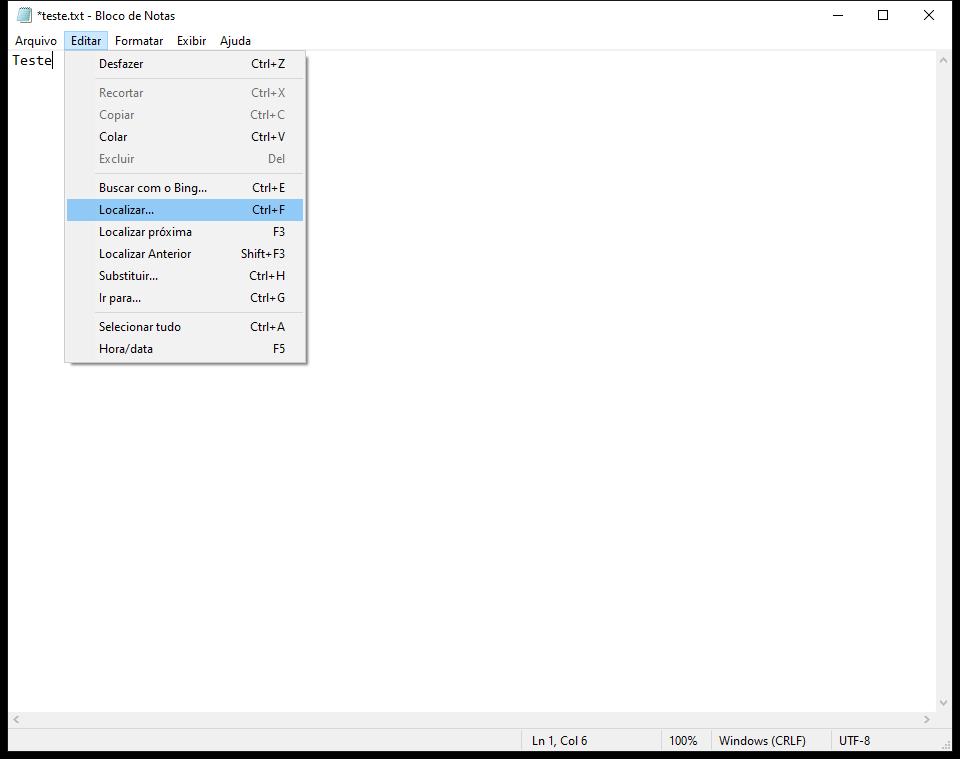 *teste.txt - Bloco de Notas
Arquivo Editar Formatar Exibir Ajuda
Teste
Desfazer Ctrl+Z
Recortar Ctrl+X
Copiar Ctrl+C
Colar Ctrl+V
Excluir Del
Buscar com o Bing... Ctrl+E
Localizar... Ctrl+F
Localizar próxima F3
Localizar Anterior Shift+F3
Substituir... Ctrl+H
Ir para... Ctrl+G
Selecionar tudo Ctrl+A
Hora/data F5
Ln 1, Col 6 100% Windows (CRLF) UTF-8